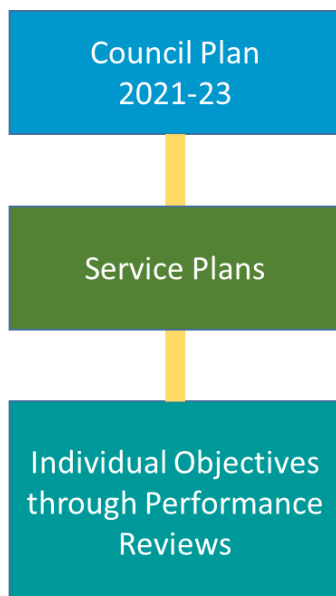 Council Plan
2021-23
Service Plans
Individual Objectives
through Performance
Reviews